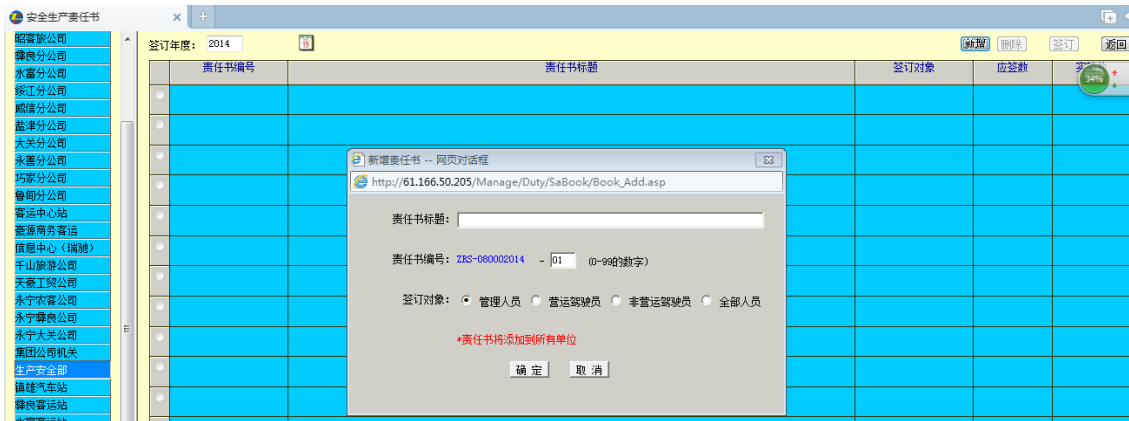 安全生产责任书
签订年度： 2014
新增 删除 签订 返回
责任书编号 责任书标题 签订对象 应签数
34%
昭客旅公司
彝良分公司
水富分公司
绥江分公司
威信分公司
盐津分公司
大关分公司
永善分公司
巧家分公司
鲁甸分公司
客运中心站
豪源商务客运
信息中心（瑞驰）
千山旅游公司
天豪工贸公司
永宁农客公司
永宁彝良公司
永宁大关公司
集团公司机关
生产安全部
镇雄汽车站
彝良客运站
新增责任书 -- 网页对话框
http://61.166.50.205/Manage/Duty/SaBook/Book_Add.asp
责任书标题：
责任书编号： ZRS-080002014 - 01 (0-99的数字)
签订对象： 管理人员 营运驾驶员 非营运驾驶员 全部人员
*责任书将添加到所有单位
确 定 取 消